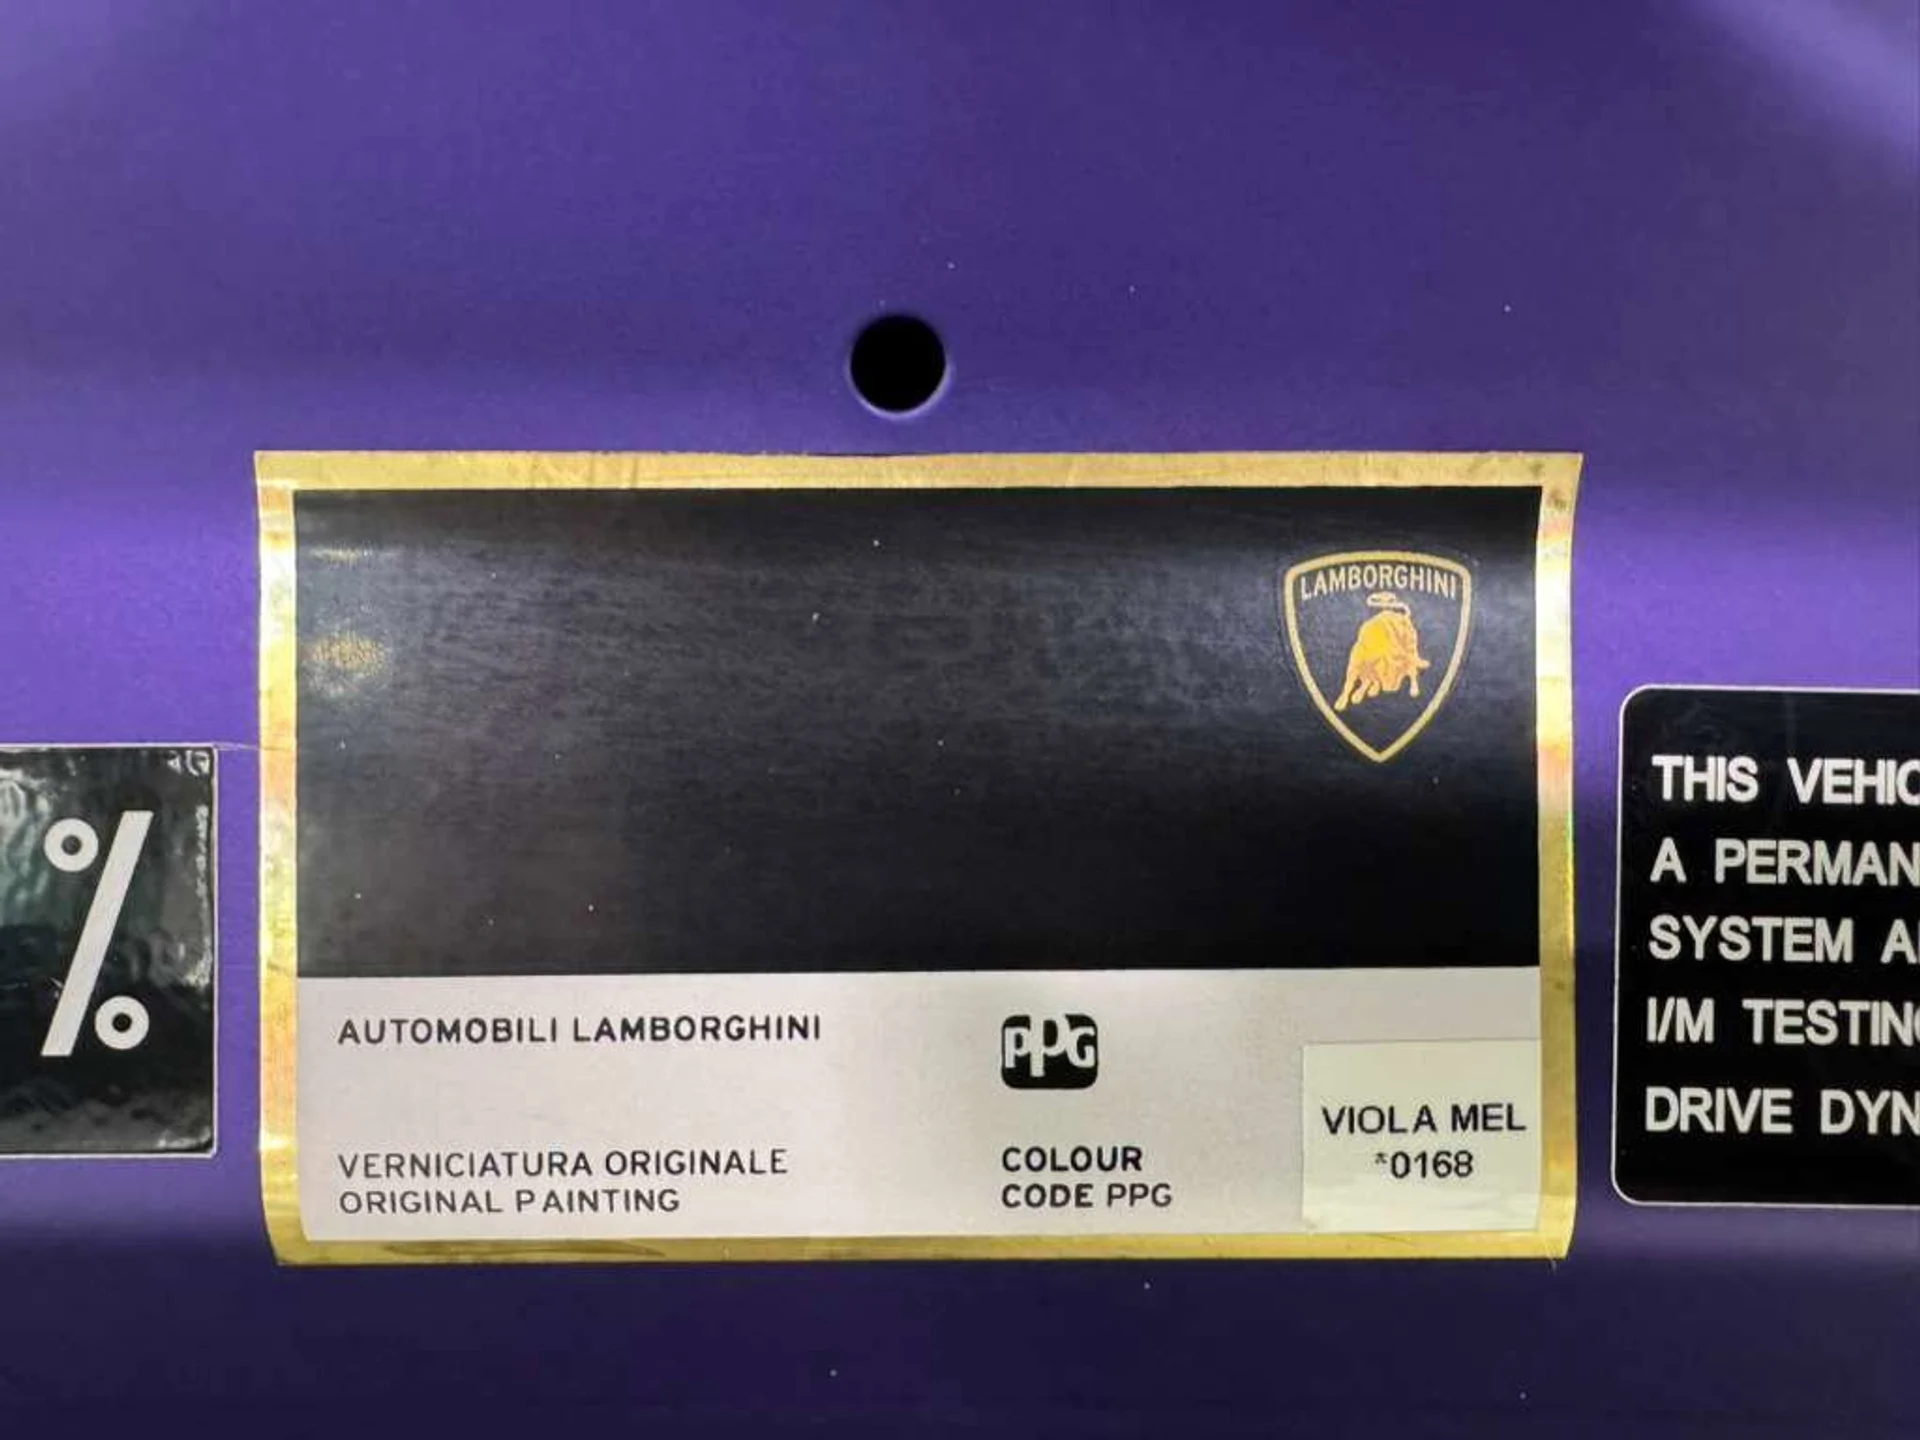 LAMBORGHINI
AUTOMOBILI LAMBORGHINI
VERNICIATURA ORIGINALE
ORIGINAL PAINTING
PPG
COLOUR
CODE PPG
VIOLA MEL
*0168
%
THIS VEHIC
A PERMAN
SYSTEM A
I/M TESTING
DRIVE DYN